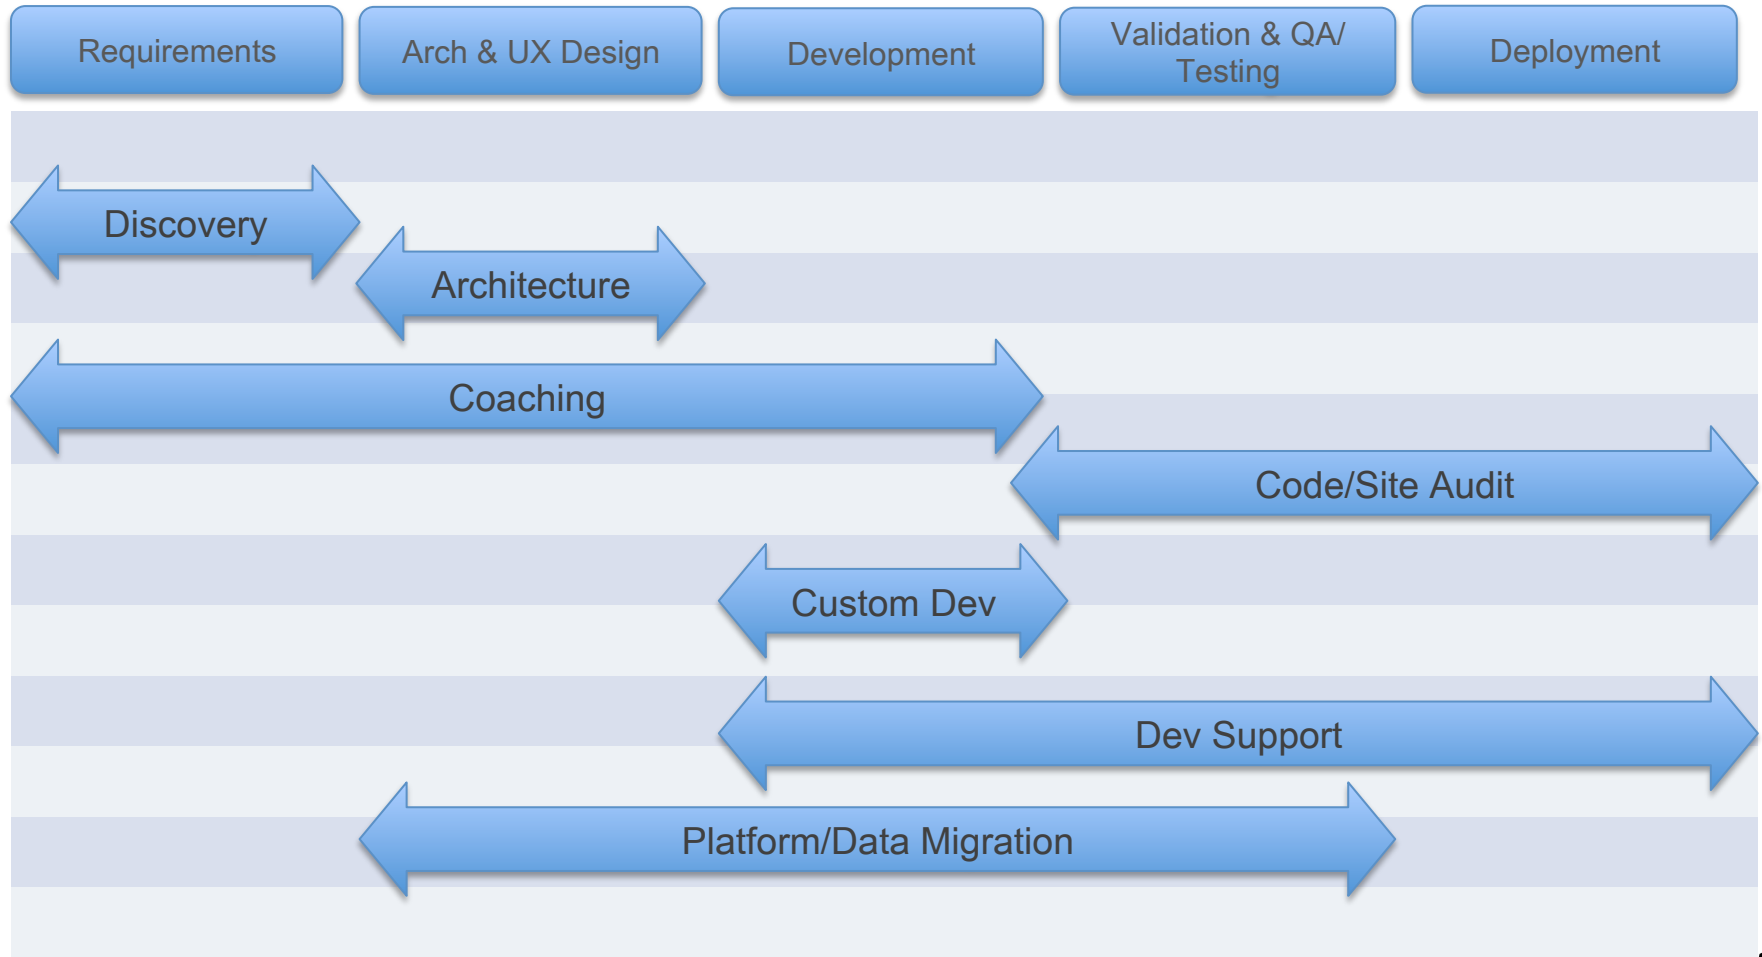 Requirements
Arch & UX Design
Development
Validation & QA/
Testing
Deployment
Discovery
Architecture
Coaching
Code/Site Audit
Custom Dev
Dev Support
Platform/Data Migration